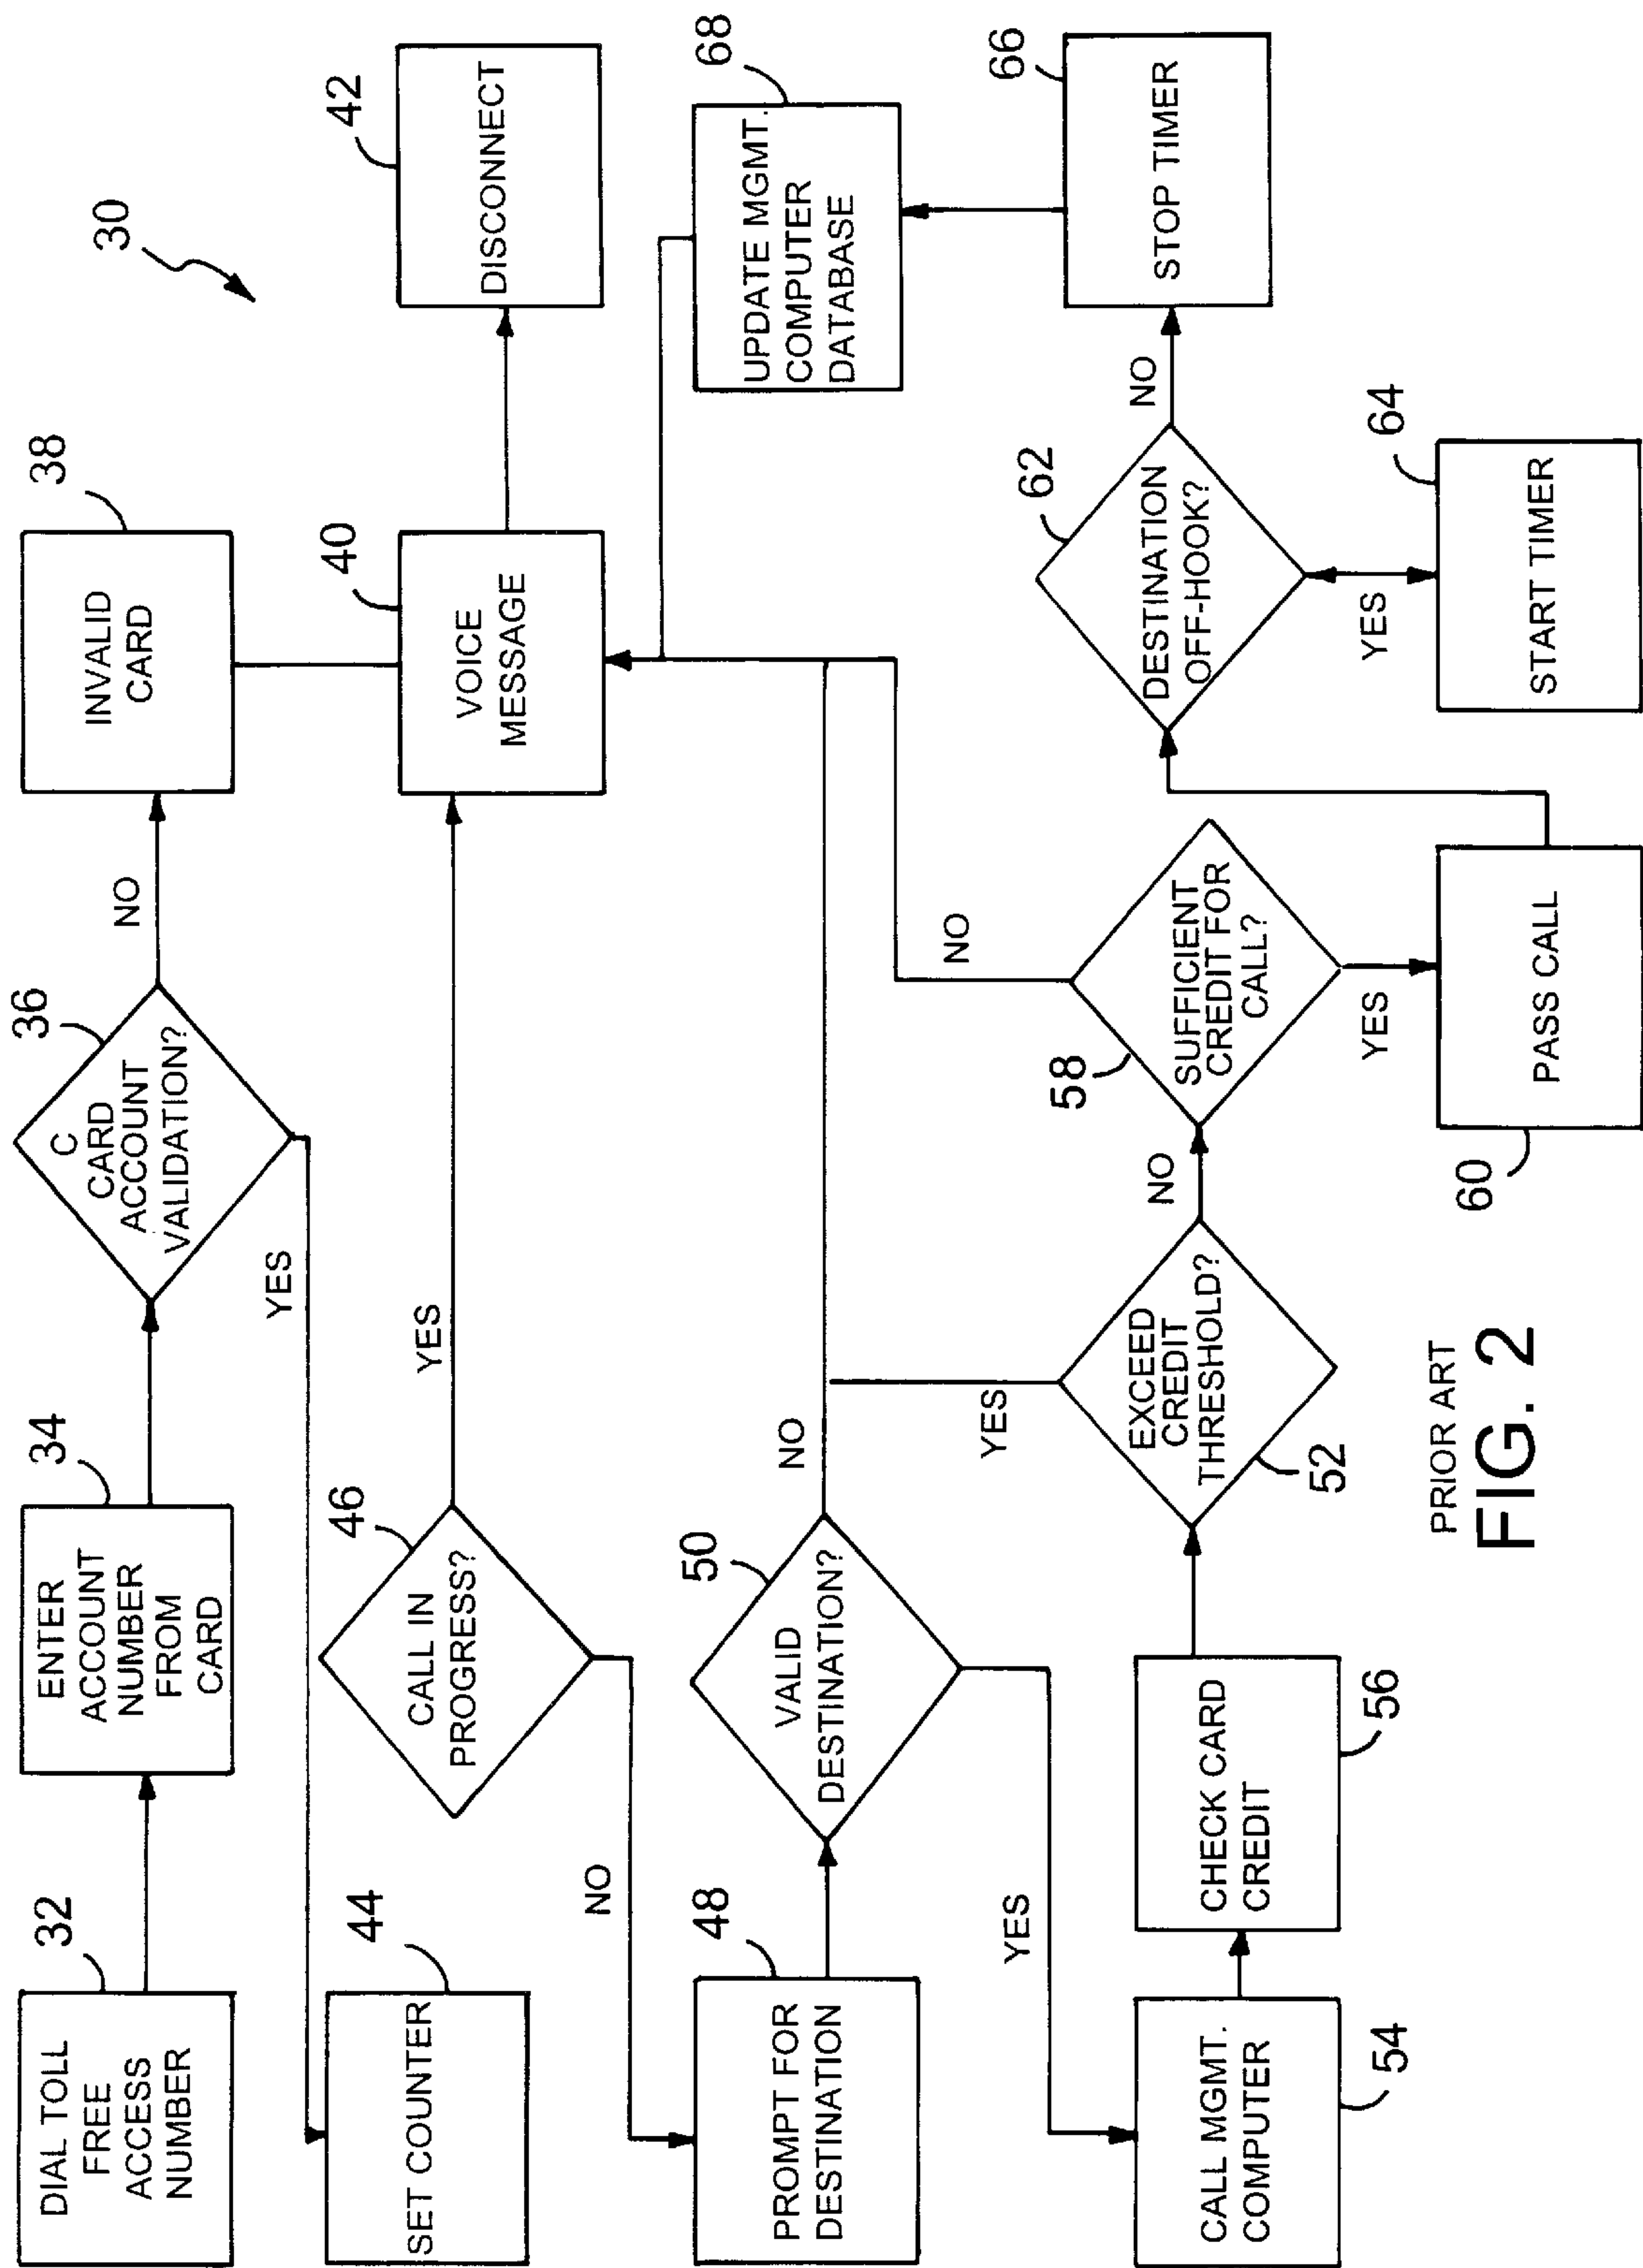 30
32
DIAL TOLL
FREE
ACCESS
NUMBER
34
ENTER
ACCOUNT
NUMBER
FROM
CARD
36
C
CARD
ACCOUNT
VALIDATION?
NO
YES
38
INVALID
CARD
44
SET COUNTER
46
CALL IN
PROGRESS?
YES
NO
40
VOICE
MESSAGE
42
DISCONNECT
48
PROMPT FOR
DESTINATION
50
VALID
DESTINATION?
NO
YES
68
UPDATE MGMT.
COMPUTER
DATABASE
CALL MGMT.
COMPUTER
54
CHECK CARD
CREDIT
56
YES
EXCEED
CREDIT
THRESHOLD?
52
NO
NO
SUFFICIENT
CREDIT FOR
CALL?
58
YES
PASS CALL
60
62
DESTINATION
OFF-HOOK?
NO
YES
64
START TIMER
66
STOP TIMER
PRIOR ART
FIG. 2